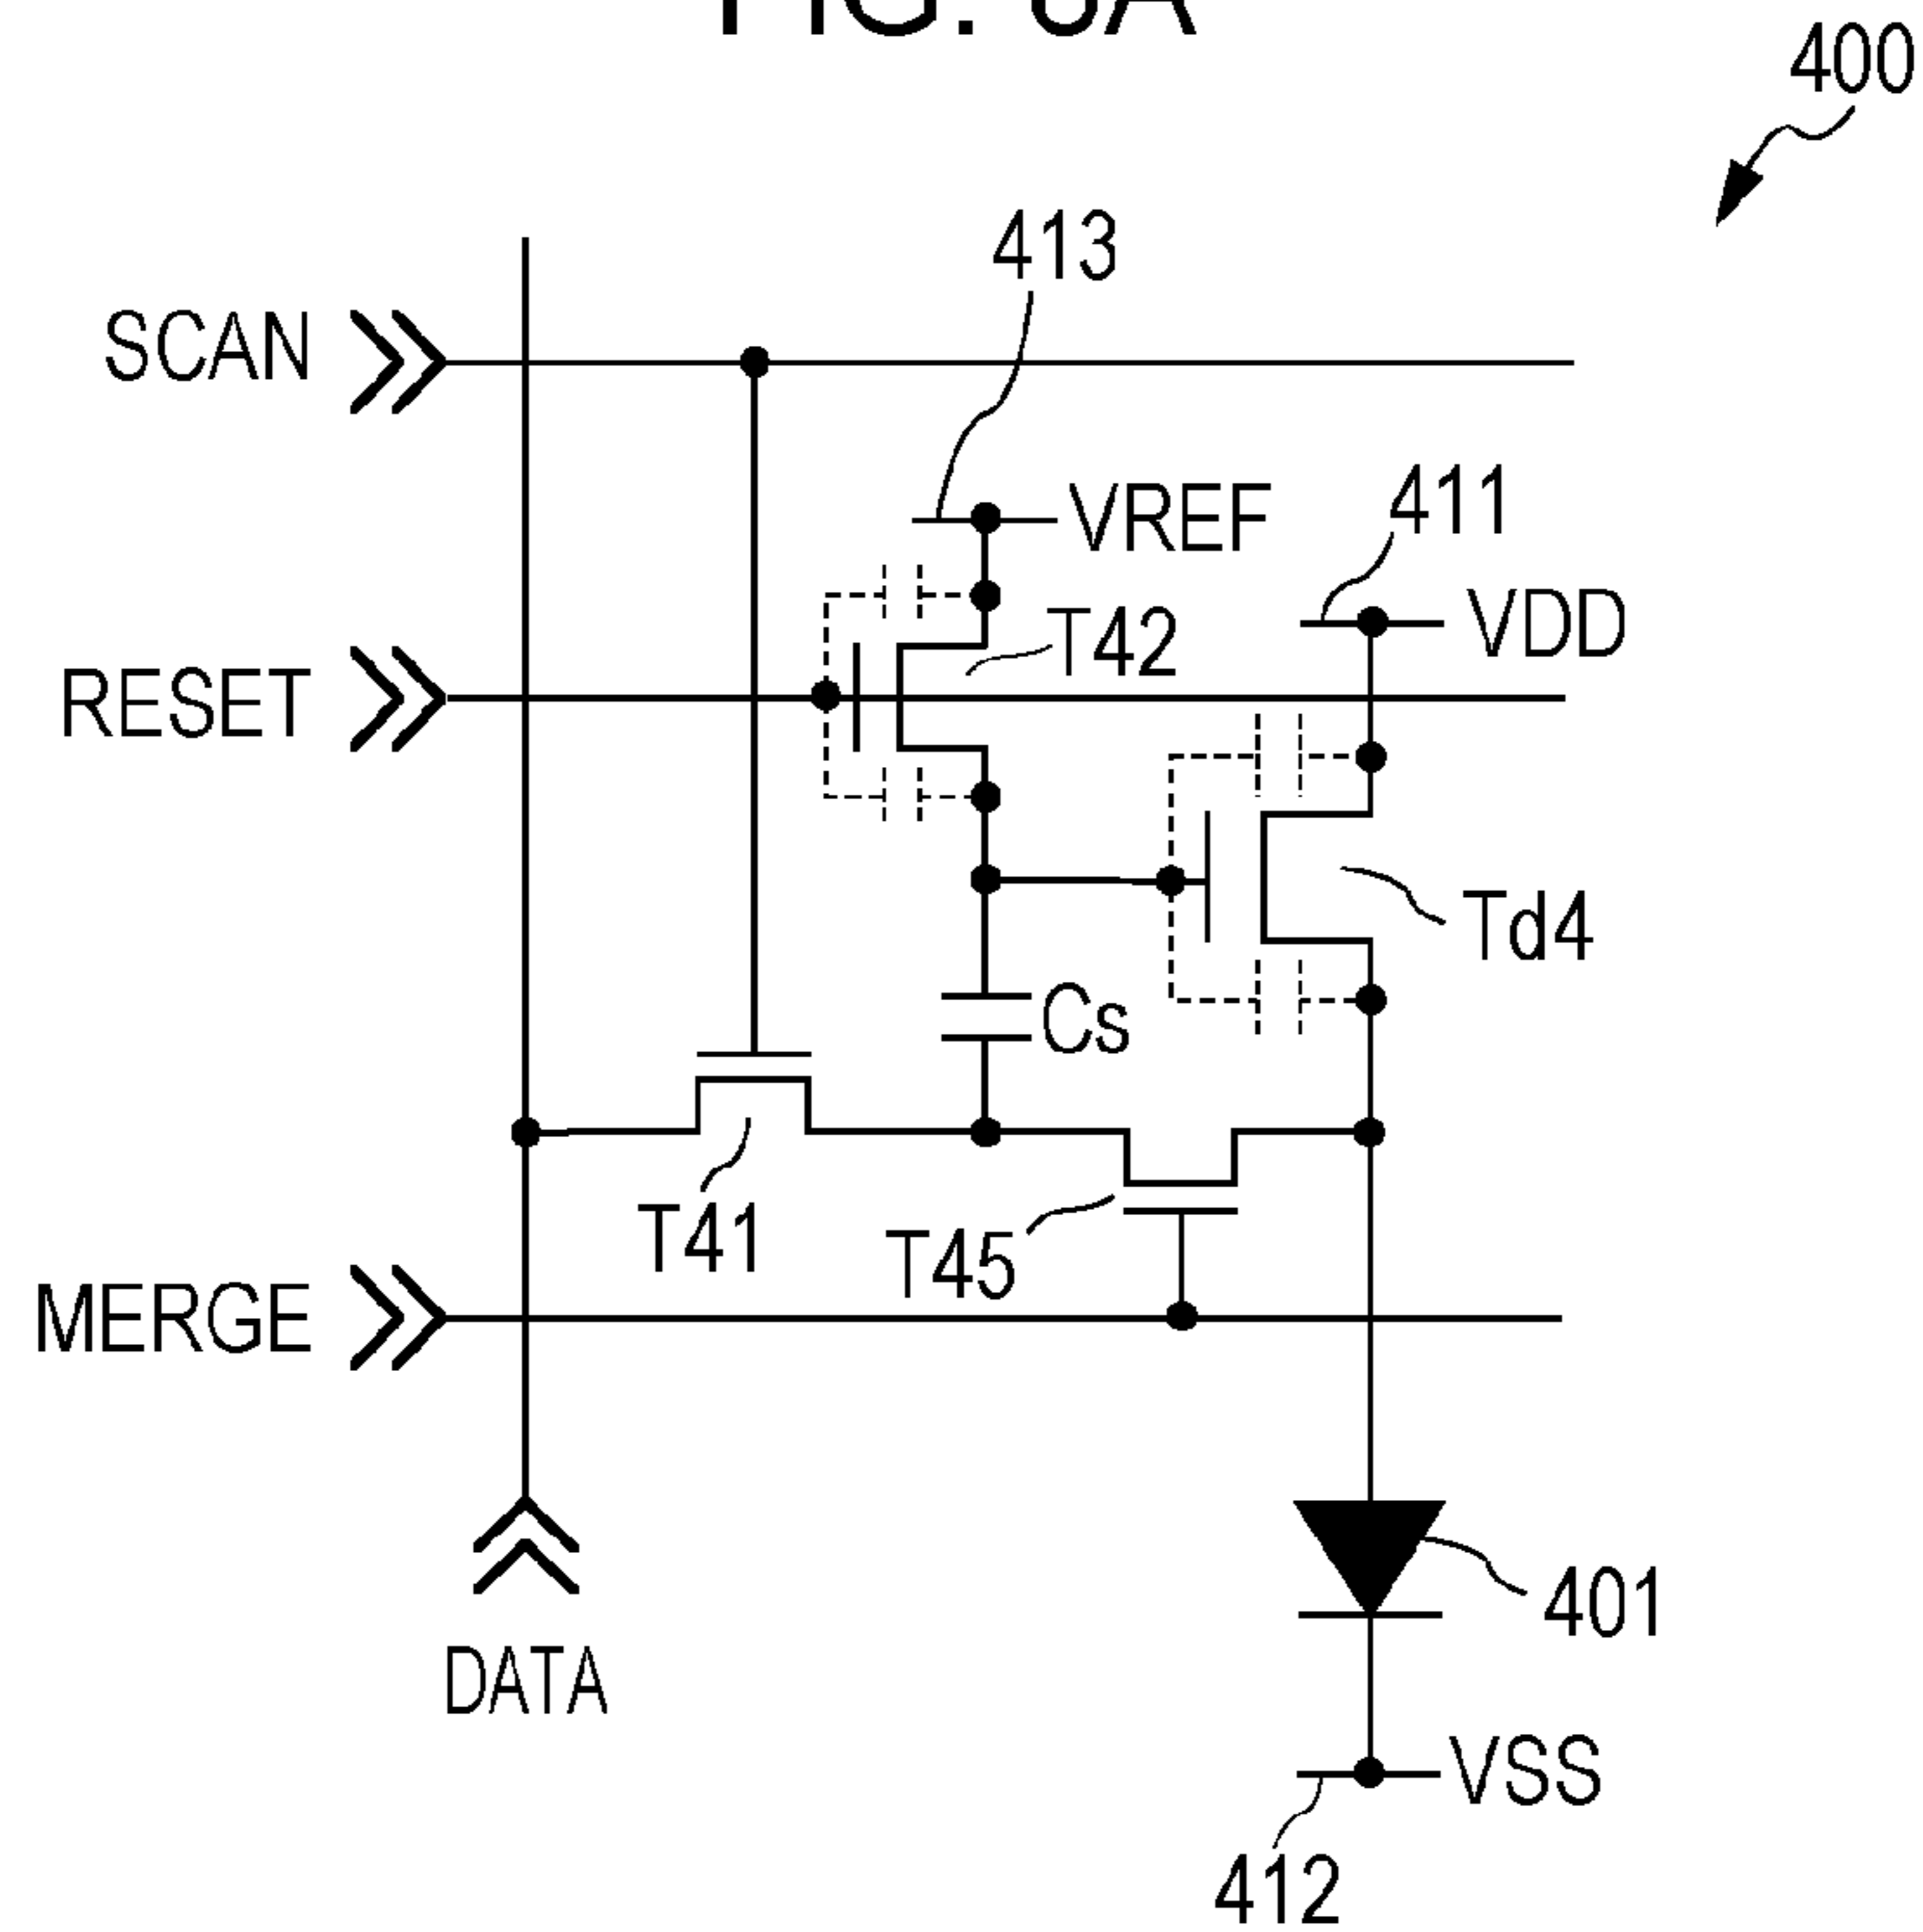 400
413
SCAN
VREF
411
VDD
T42
RESET
Td4
Cs
T41
T45
MERGE
401
DATA
VSS
412